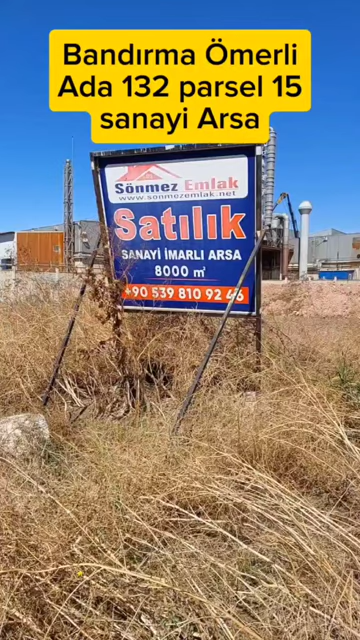 Bandırma Ömerli
Ada 132 parsel 15
sanayi Arsa
Sönmez Emlak
www.sonmezemlak.net
Satılık
SANAYİ İMARLI ARSA
8000 m²
+90 539 810 92 46